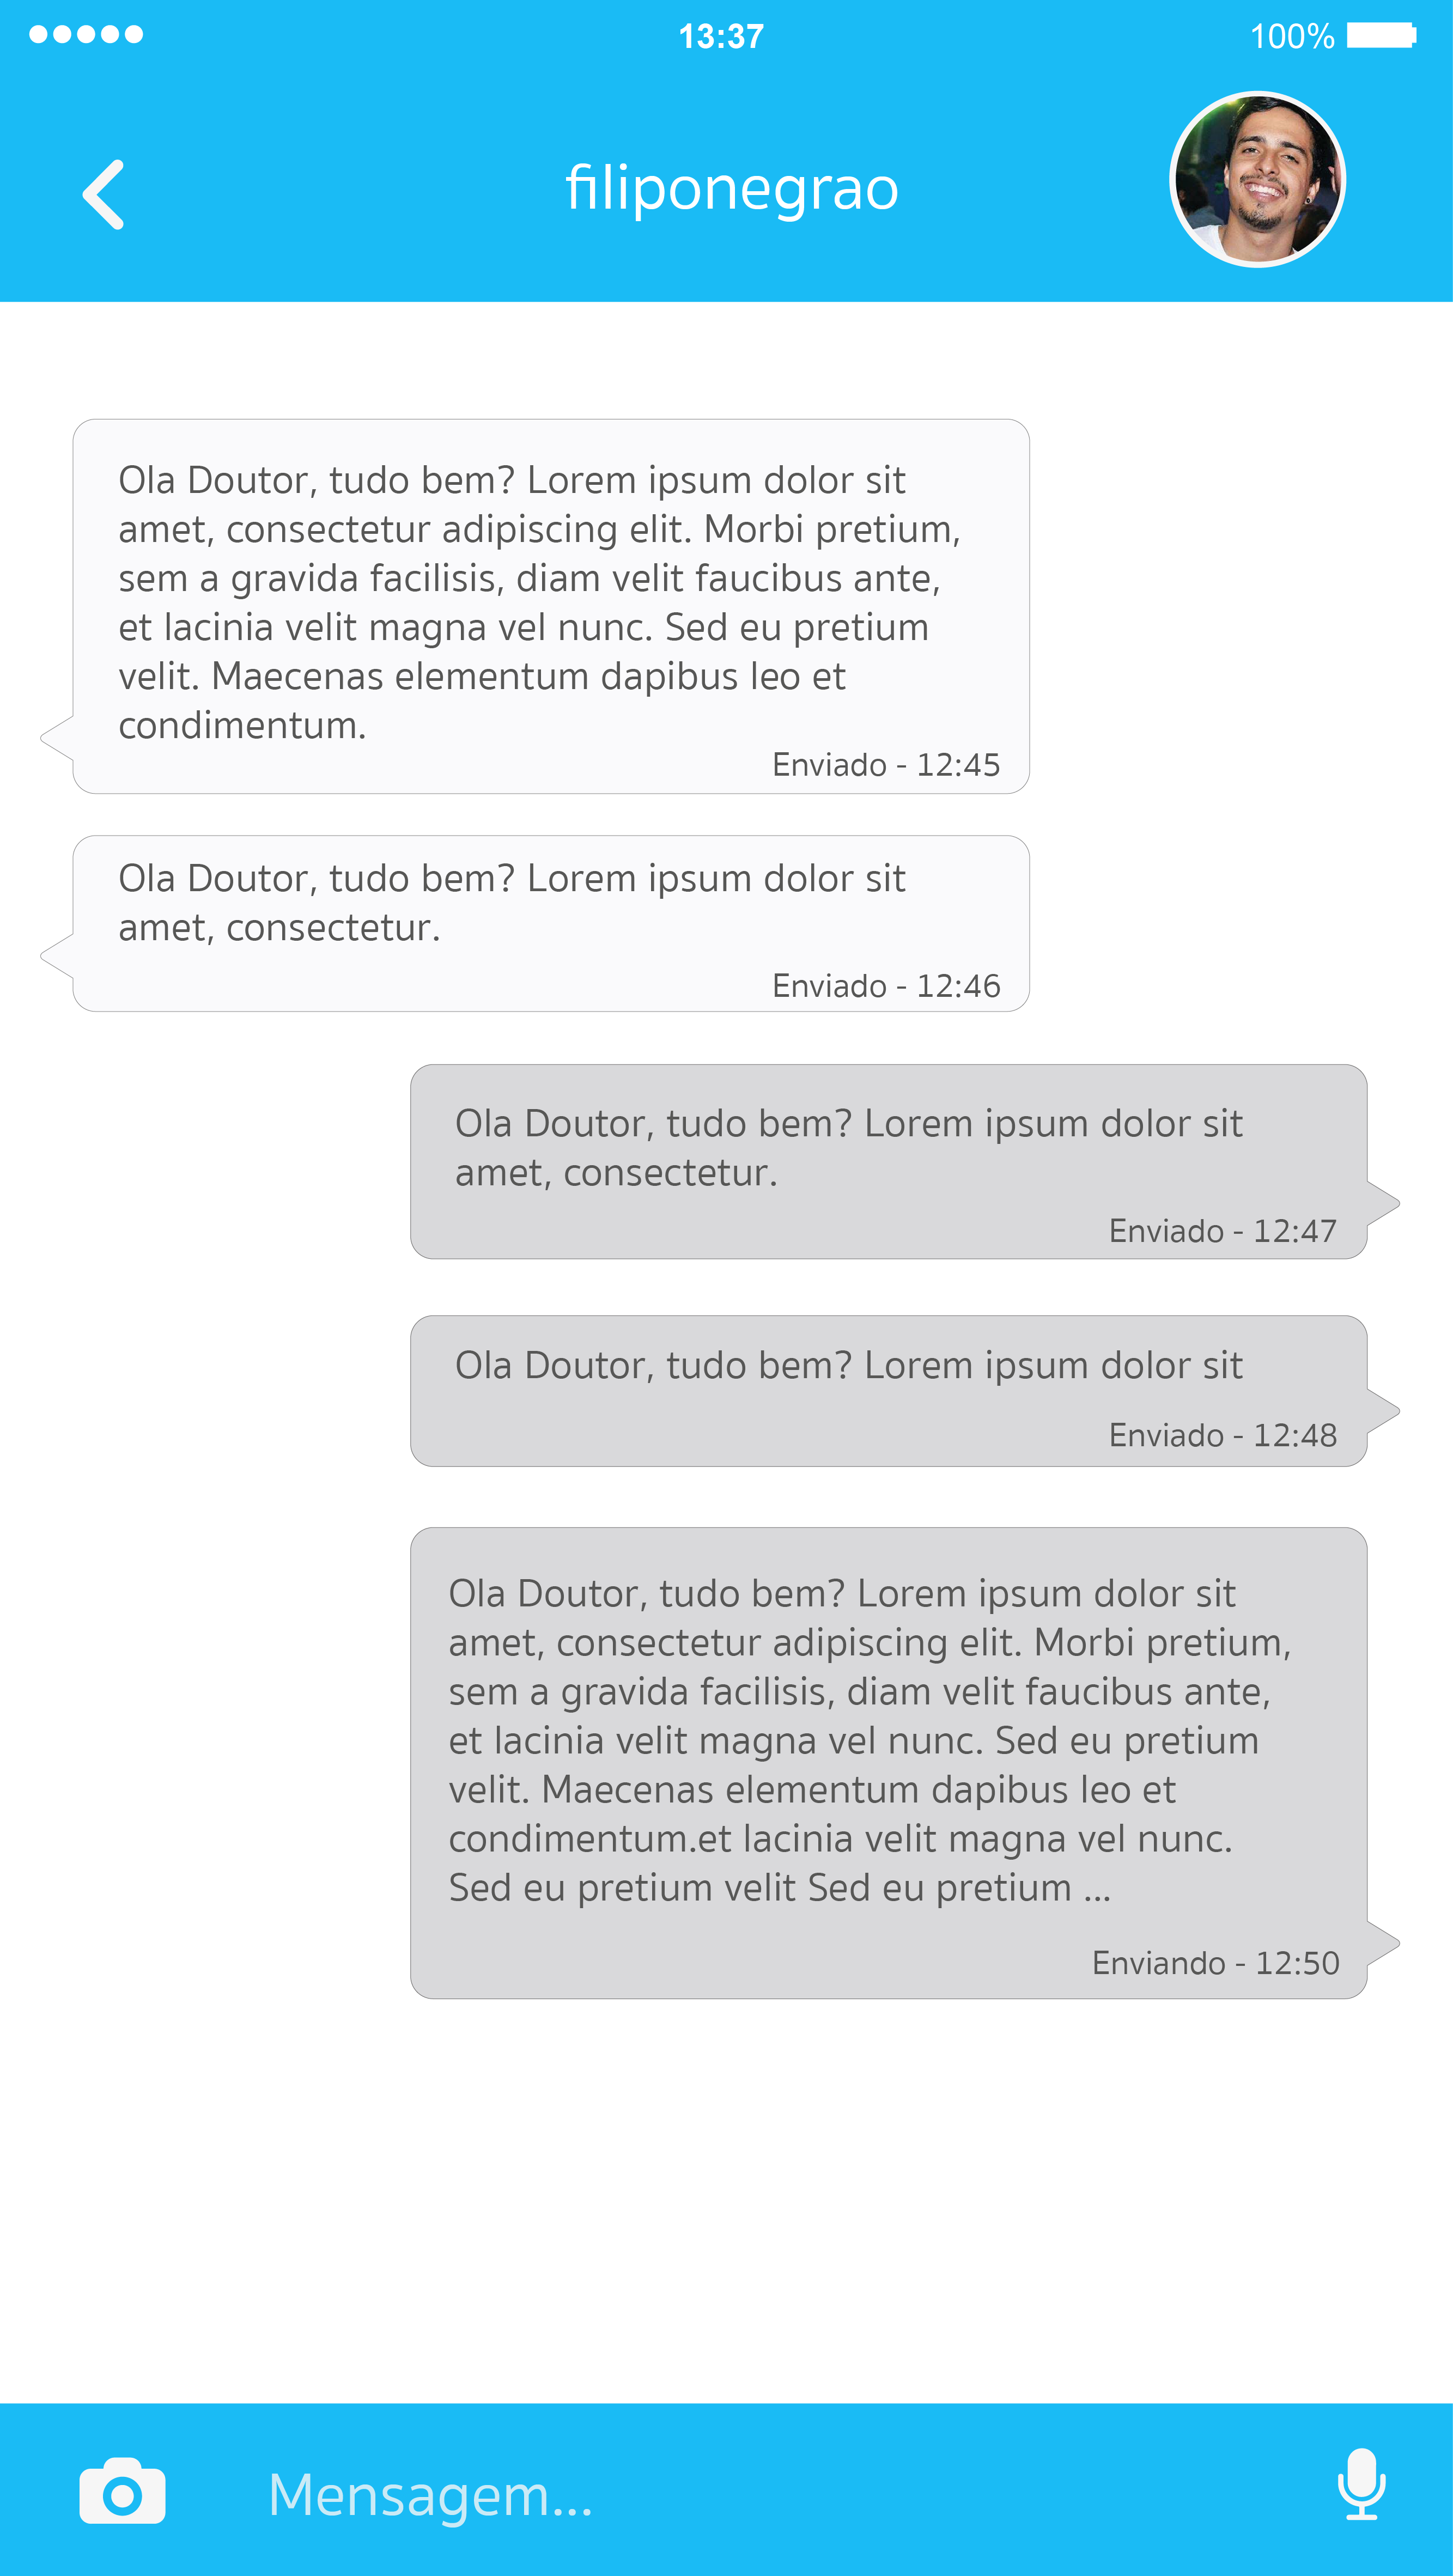 13:37
100%
filiponegrao
Ola Doutor, tudo bem? Lorem ipsum dolor sit
amet, consectetur adipiscing elit. Morbi pretium,
sem a gravida facilisis, diam velit faucibus ante,
et lacinia velit magna vel nunc. Sed eu pretium
velit. Maecenas elementum dapibus leo et
condimentum.
Enviado - 12:45
Ola Doutor, tudo bem? Lorem ipsum dolor sit
amet, consectetur.
Enviado - 12:46
Ola Doutor, tudo bem? Lorem ipsum dolor sit
amet, consectetur.
Enviado - 12:47
Ola Doutor, tudo bem? Lorem ipsum dolor sit
Enviado - 12:48
Ola Doutor, tudo bem? Lorem ipsum dolor sit
amet, consectetur adipiscing elit. Morbi pretium,
sem a gravida facilisis, diam velit faucibus ante,
et lacinia velit magna vel nunc. Sed eu pretium
velit. Maecenas elementum dapibus leo et
condimentum.et lacinia velit magna vel nunc.
Sed eu pretium velit Sed eu pretium ...
Enviando - 12:50
Mensagem...